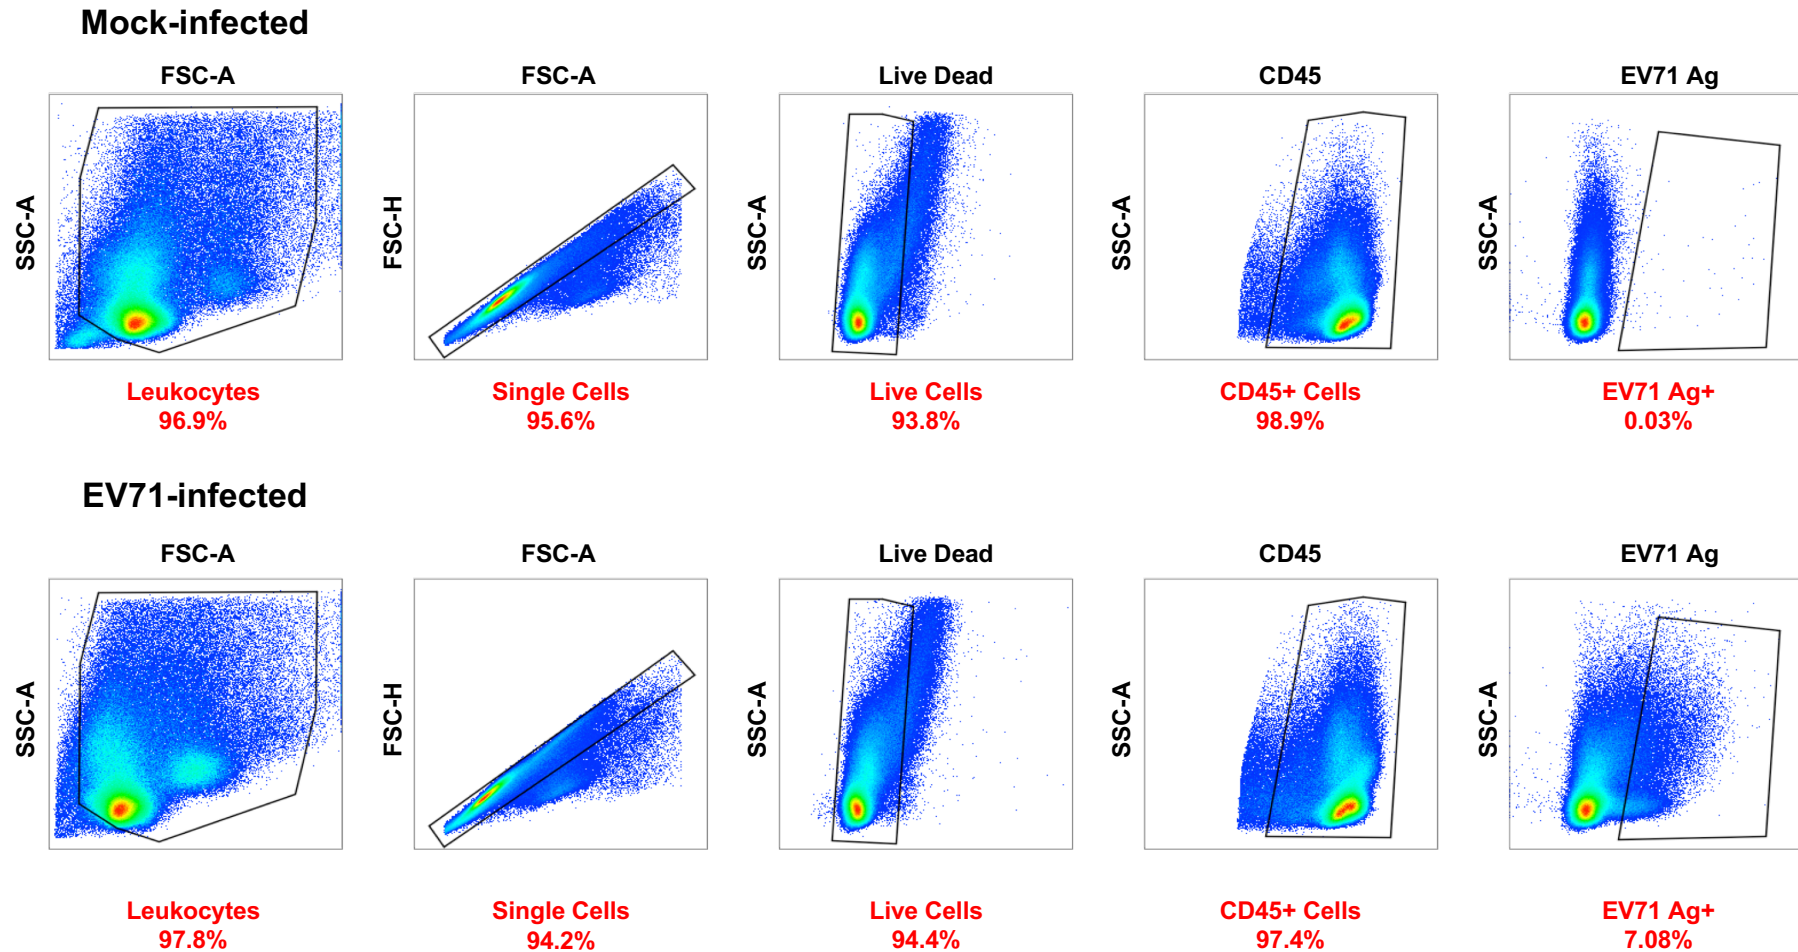 Mock-infected
FSC-A
FSC-A
Live Dead
CD45
EV71 Ag
SSC-A
FSC-H
SSC-A
SSC-A
SSC-A
Leukocytes
96.9%
Single Cells
95.6%
Live Cells
93.8%
CD45+ Cells
98.9%
EV71 Ag+
0.03%
EV71-infected
FSC-A
FSC-A
Live Dead
CD45
EV71 Ag
SSC-A
FSC-H
SSC-A
SSC-A
SSC-A
Leukocytes
97.8%
Single Cells
94.2%
Live Cells
94.4%
CD45+ Cells
97.4%
EV71 Ag+
7.08%